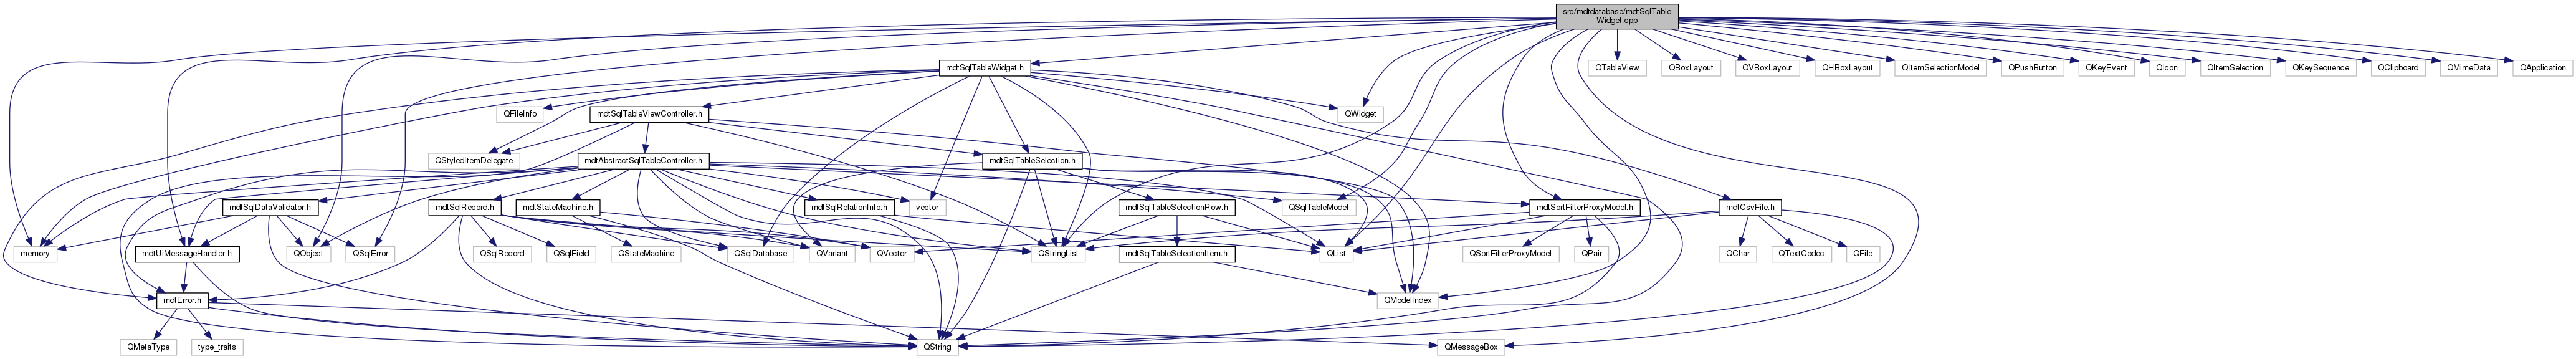 src/mdtdatabase/mdtSqlTable
Widget.cpp
mdtSqlTableWidget.h
QTableView
QBoxLayout
QVBoxLayout
QHBoxLayout
QItemSelectionModel
QPushButton
QKeyEvent
QIcon
QItemSelection
QKeySequence
QClipboard
QMimeData
QApplication
QFileInfo
mdtSqlTableViewController.h
QWidget
QStyledItemDelegate
mdtAbstractSqlTableController.h
mdtSqlTableSelection.h
mdtSqlDataValidator.h
mdtSqlRecord.h
mdtStateMachine.h
mdtSqlRelationInfo.h
vector
mdtSqlTableSelectionRow.h
QSqlTableModel
mdtSortFilterProxyModel.h
mdtCsvFile.h
memory
mdtUiMessageHandler.h
QObject
QSqlError
QSqlRecord
QSqlField
QStateMachine
QSqlDatabase
QVariant
QVector
QStringList
mdtSqlTableSelectionItem.h
QList
QSortFilterProxyModel
QPair
QChar
QTextCodec
QFile
mdtError.h
QModelIndex
QMetaType
type_traits
QString
QMessageBox